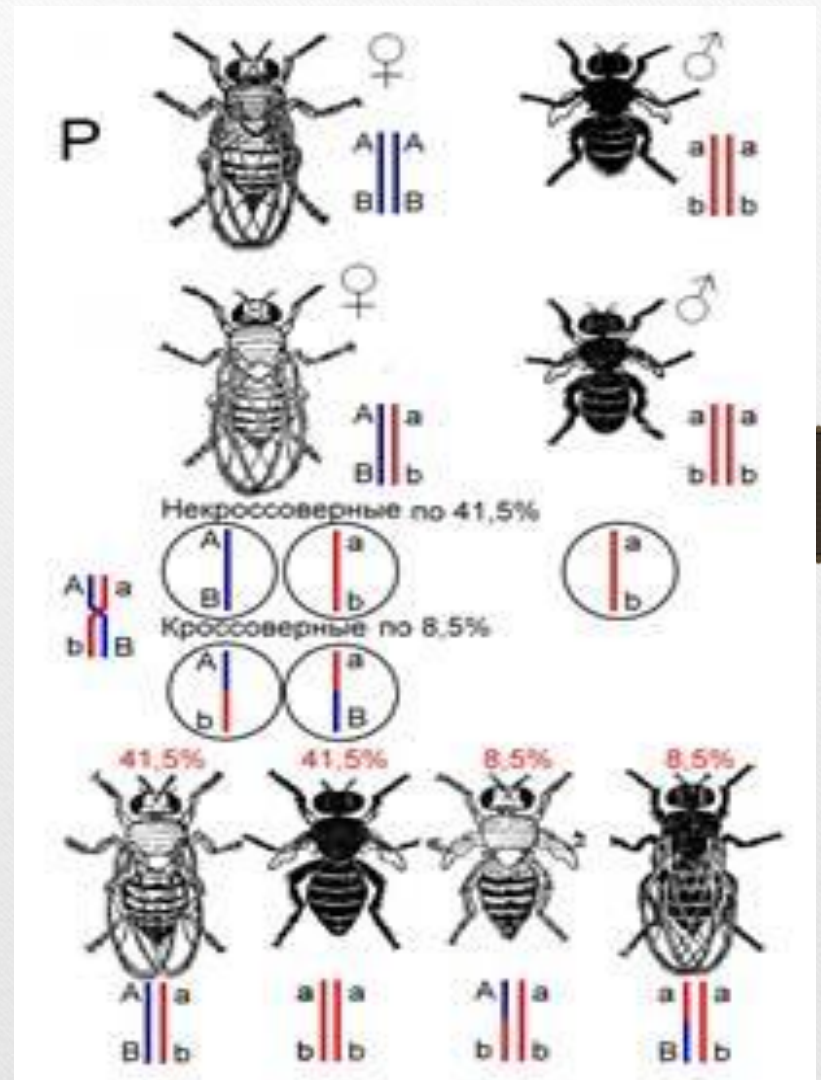 ♀ ♂
P
A A a a
B B b b
♀ ♂
A a a a
B b b b
Некроссоверные по 41,5%
A a a
B b b
A a
b B
Кроссоверные по 8,5%
A a
b B
41,5% 41,5% 8,5% 8,5%
A a a a A a a a
B b b b b b B b